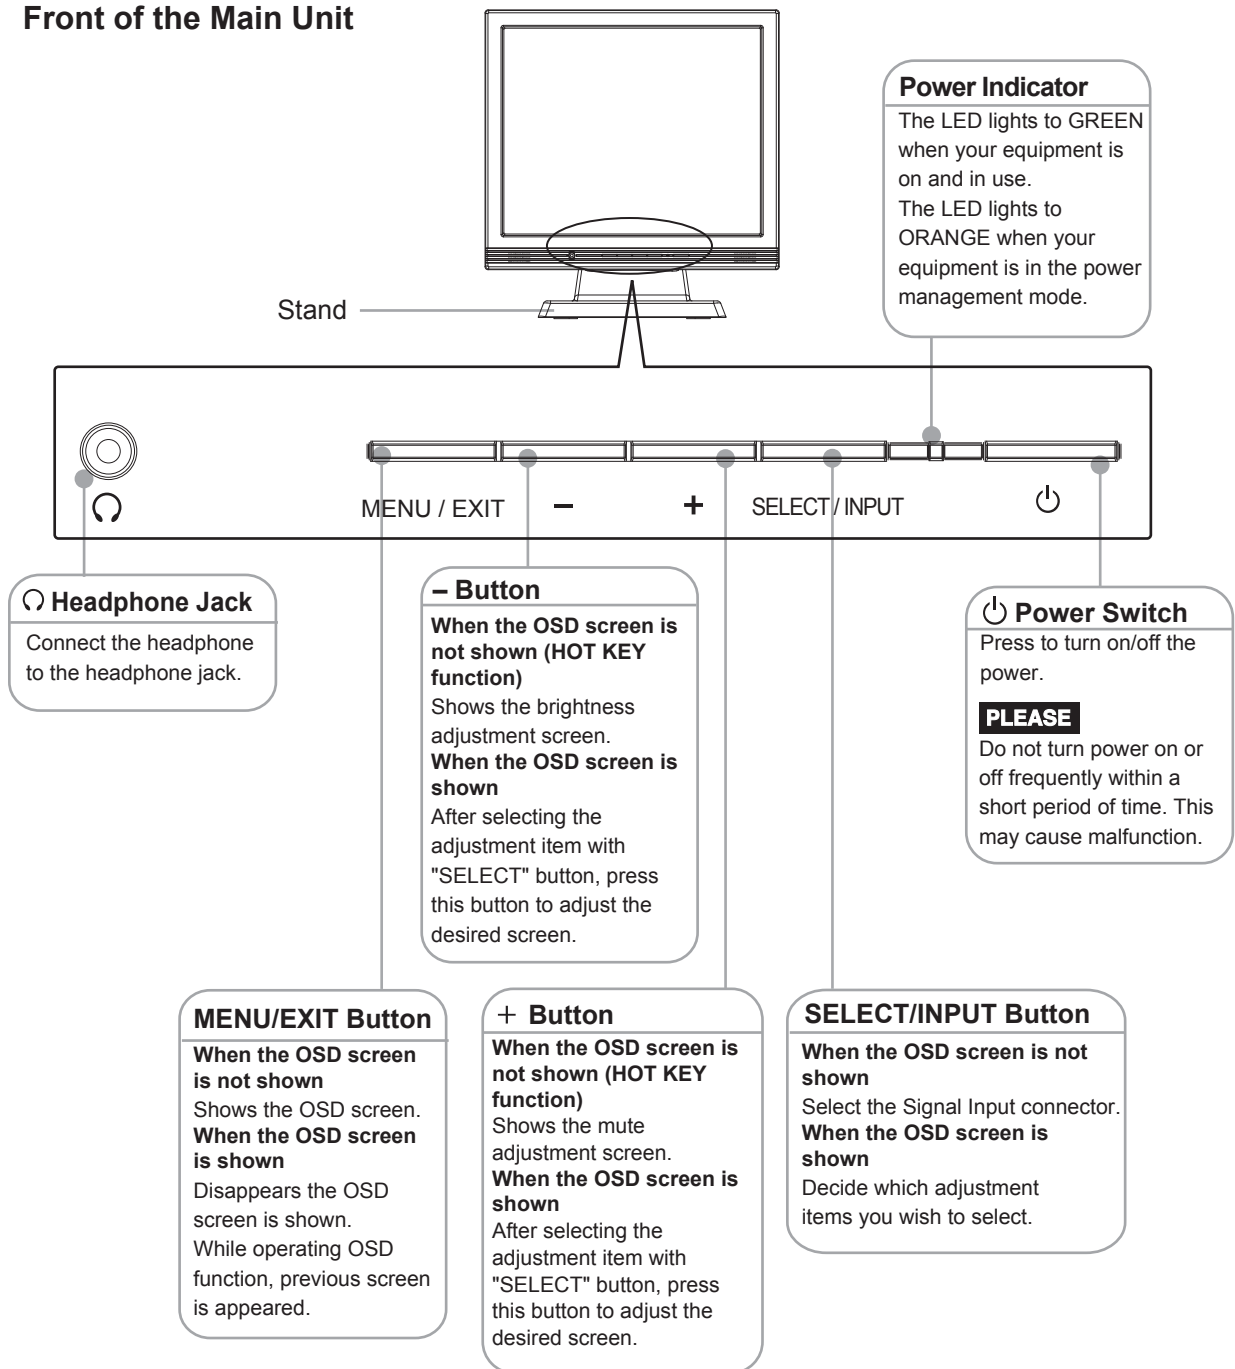 Front of the Main Unit
Power Indicator
The LED lights to GREEN
when your equipment is
on and in use.
The LED lights to
ORANGE when your
equipment is in the power
management mode.
Stand
MENU / EXIT
–
+
SELECT / INPUT
Headphone Jack
Connect the headphone
to the headphone jack.
– Button
When the OSD screen is
not shown (HOT KEY
function)
Shows the brightness
adjustment screen.
When the OSD screen is
shown
After selecting the
adjustment item with
"SELECT" button, press
this button to adjust the
desired screen.
Power Switch
Press to turn on/off the
power.
PLEASE
Do not turn power on or
off frequently within a
short period of time. This
may cause malfunction.
MENU/EXIT Button
When the OSD screen
is not shown
Shows the OSD screen.
When the OSD screen
is shown
Disappears the OSD
screen is shown.
While operating OSD
function, previous screen
is appeared.
+ Button
When the OSD screen is
not shown (HOT KEY
function)
Shows the mute
adjustment screen.
When the OSD screen is
shown
After selecting the
adjustment item with
"SELECT" button, press
this button to adjust the
desired screen.
SELECT/INPUT Button
When the OSD screen is not
shown
Select the Signal Input connector.
When the OSD screen is
shown
Decide which adjustment
items you wish to select.